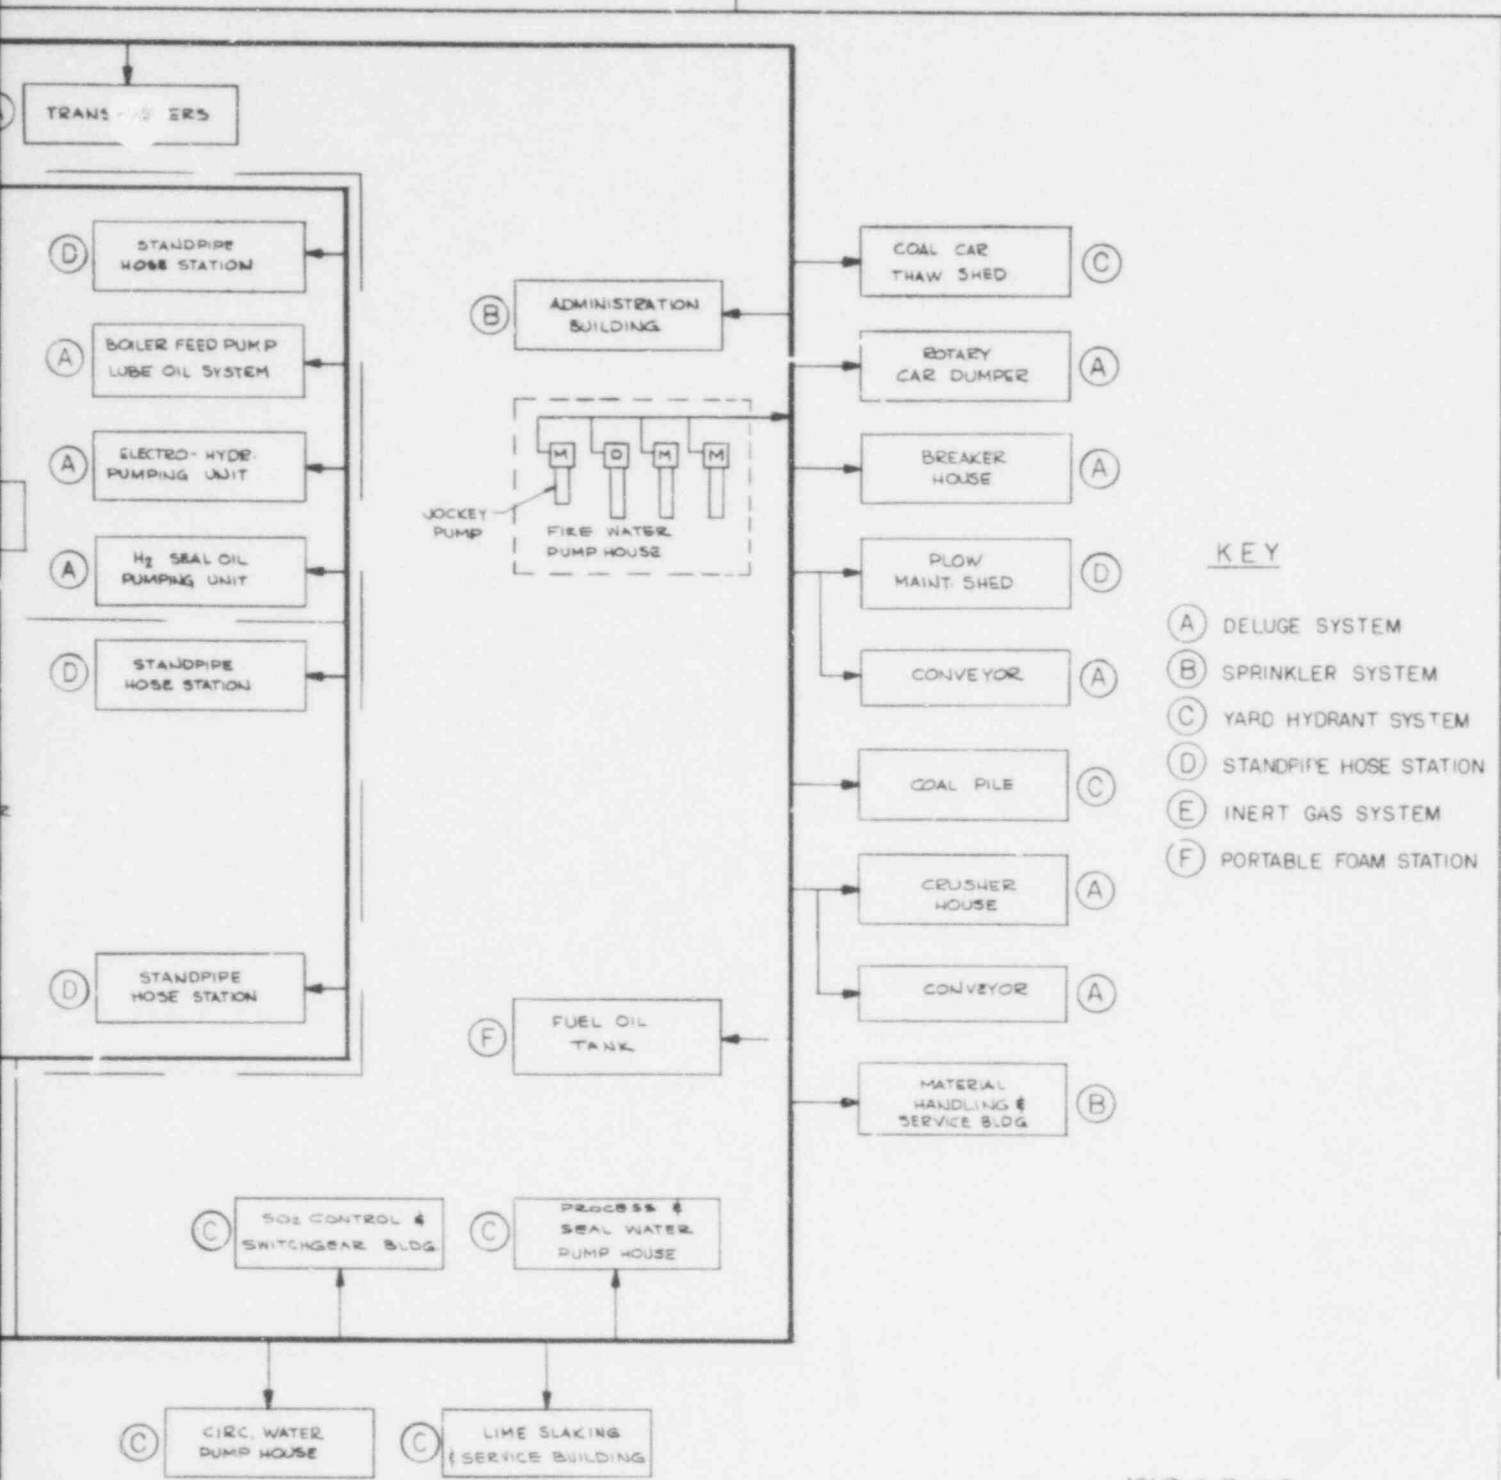 TRANS ERS
D
STANDPIPE
HOSE STATION
A
BOILER FEED PUMP
LUBE OIL SYSTEM
A
ELECTRO-HYDR.
PUMPING UNIT
A
H2 SEAL OIL
PUMPING UNIT
D
STANDPIPE
HOSE STATION
D
STANDPIPE
HOSE STATION
B
ADMINISTRATION
BUILDING
M D M M
JOCKEY
PUMP
FIRE WATER
PUMP HOUSE
F
FUEL OIL
TANK
C
SO2 CONTROL &
SWITCHGEAR BLDG.
C
PROCESS &
SEAL WATER
PUMP HOUSE
C
CIRC. WATER
PUMP HOUSE
C
LIME SLAKING
& SERVICE BUILDING
COAL CAR
THAW SHED
C
ROTARY
CAR DUMPER
A
BREAKER
HOUSE
A
PLOW
MAINT. SHED
D
CONVEYOR
A
COAL PILE
C
CRUSHER
HOUSE
A
CONVEYOR
A
MATERIAL
HANDLING &
SERVICE BLDG
B
KEY
A DELUGE SYSTEM
B SPRINKLER SYSTEM
C YARD HYDRANT SYSTEM
D STANDPIPE HOSE STATION
E INERT GAS SYSTEM
F PORTABLE FOAM STATION